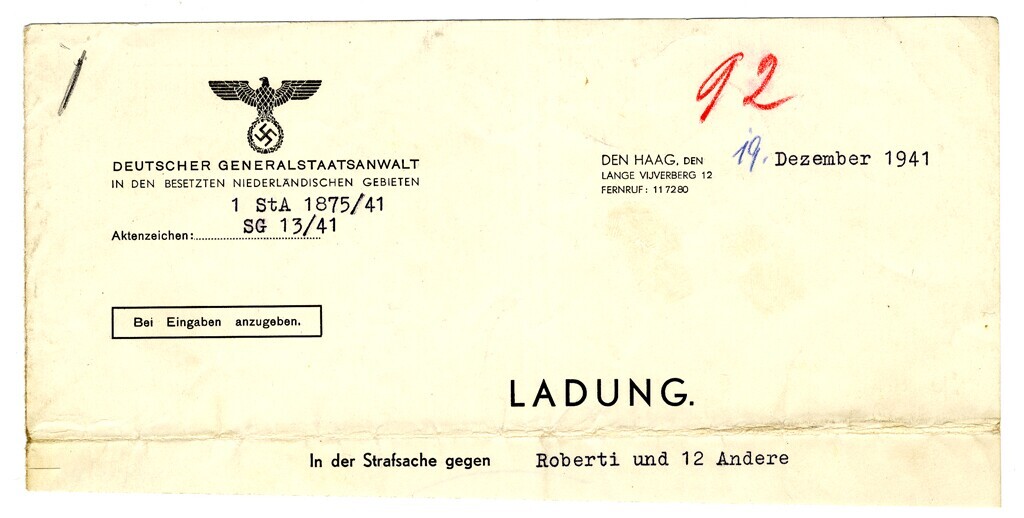 92
DEUTSCHER GENERALSTAATSANWALT
IN DEN BESETZTEN NIEDERLÄNDISCHEN GEBIETEN
1 StA 1875/41
SG 13/41
Aktenzeichen:
DEN HAAG, DEN 19. Dezember 1941
LANGE VIJVERBERG 12
FERNRUF: 117280
Bei Eingaben anzugeben.
LADUNG.
In der Strafsache gegen Roberti und 12 Andere